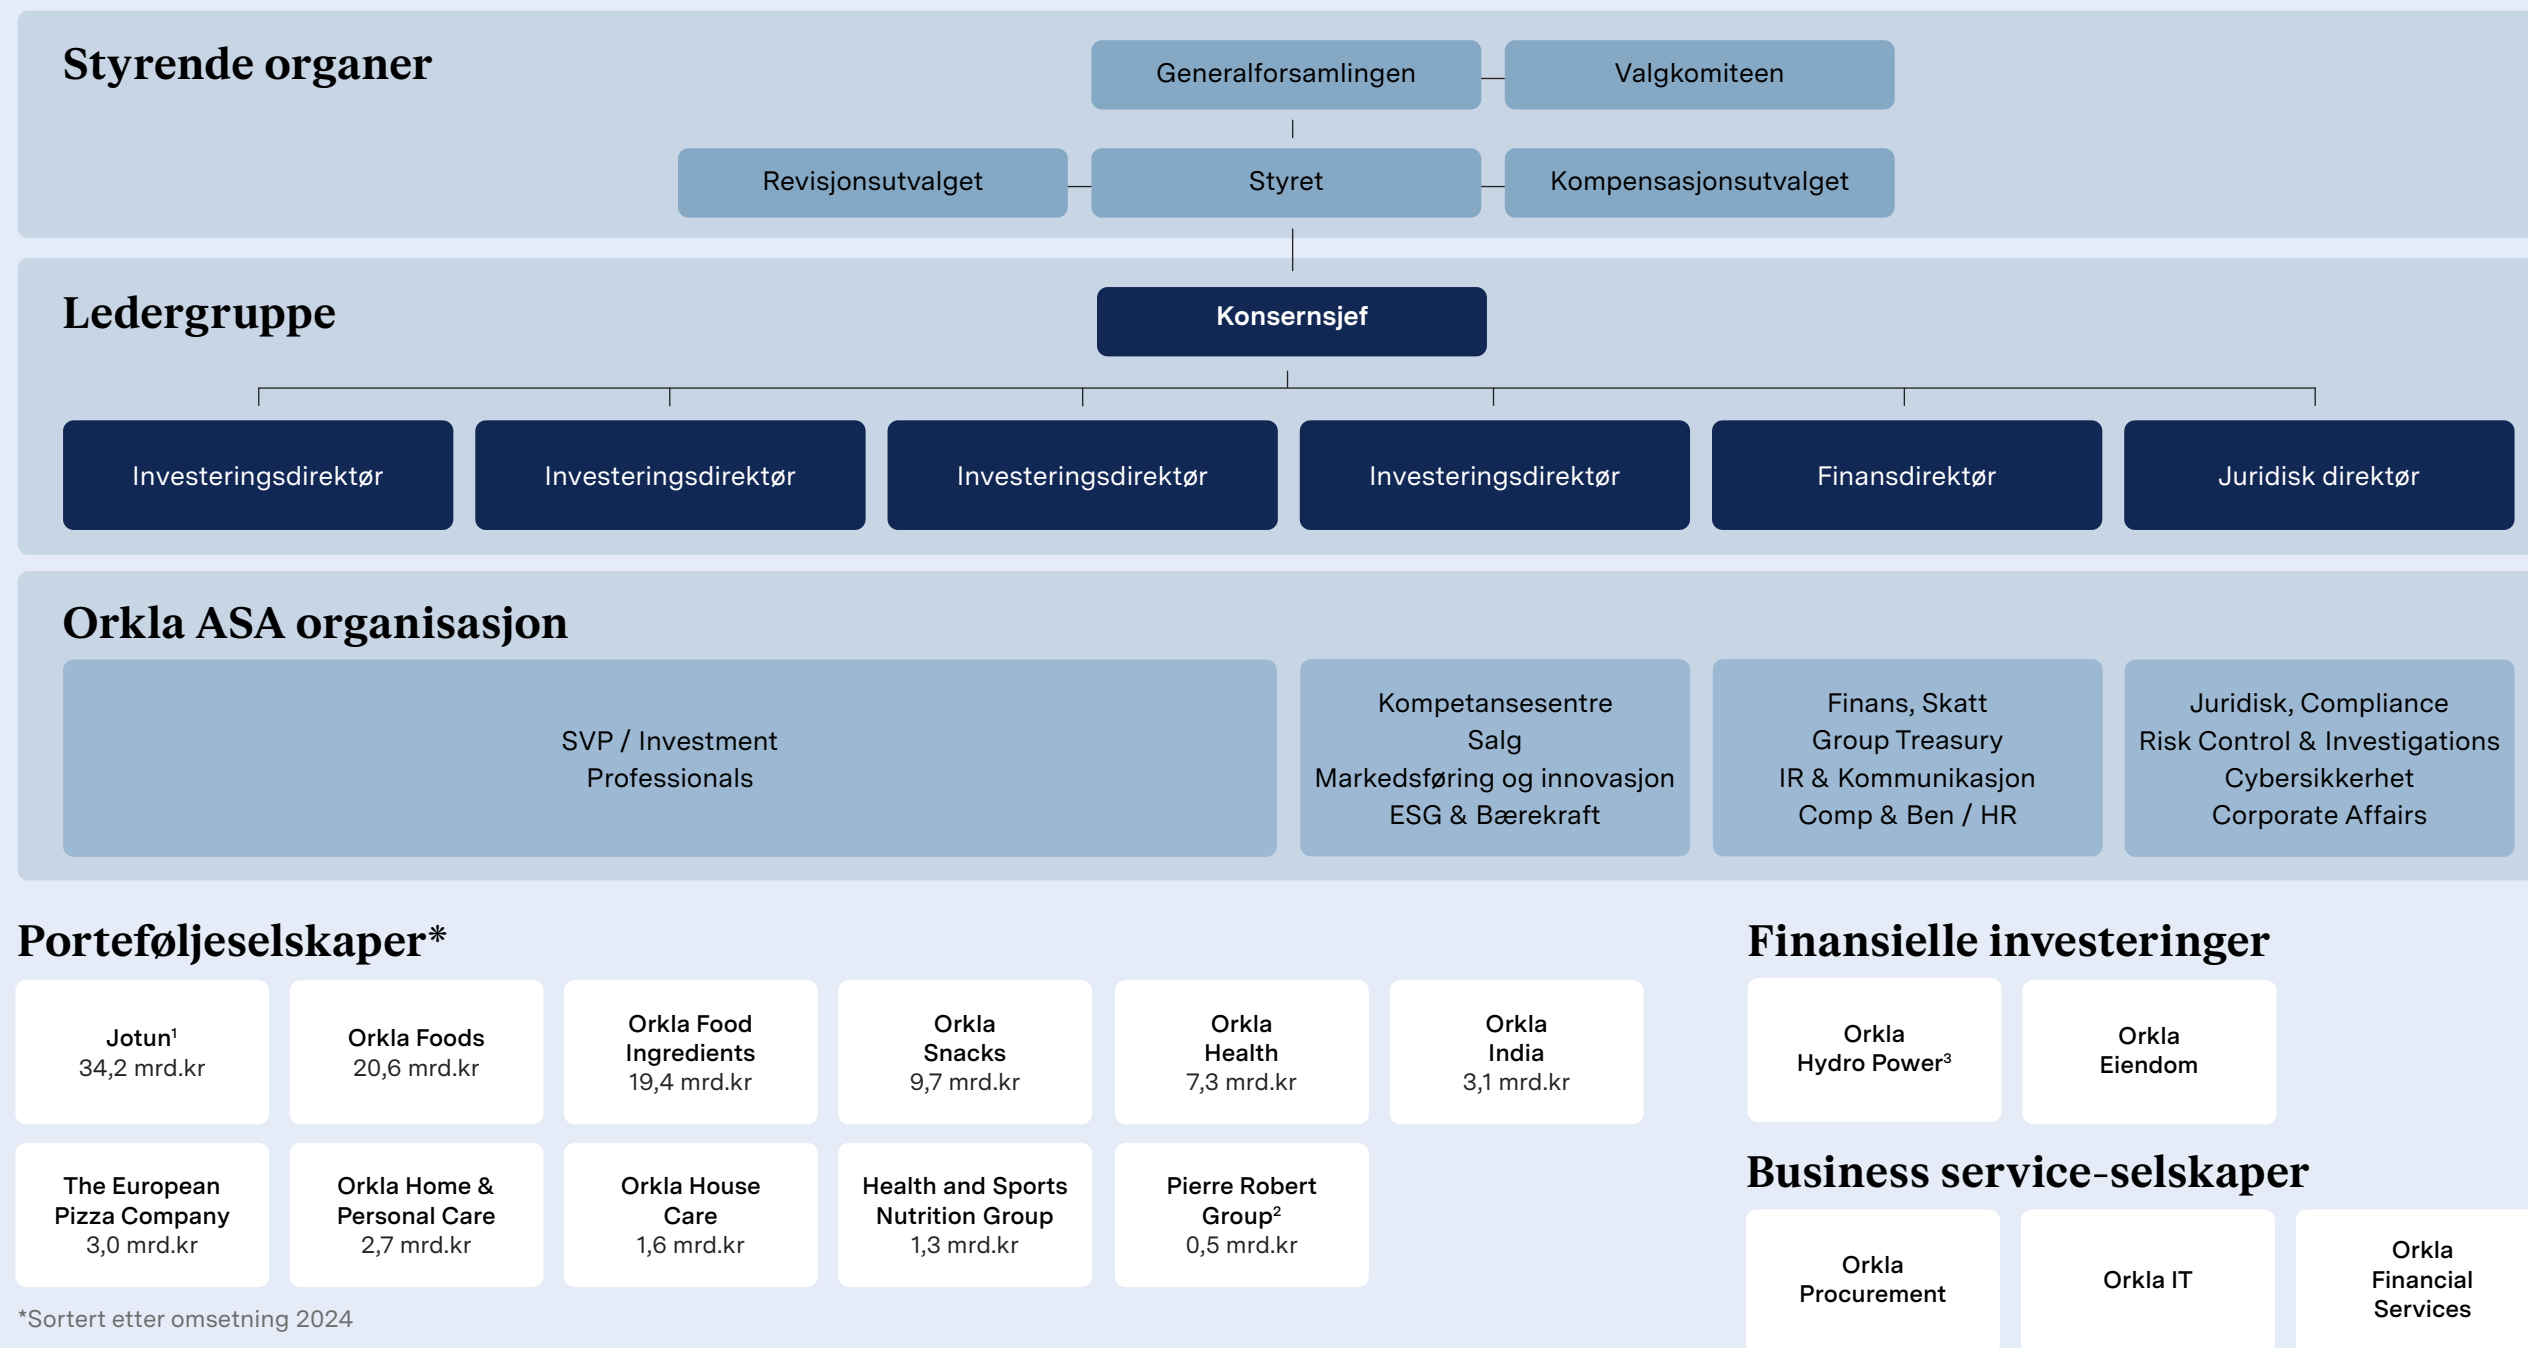 Styrende organer
Generalforsamlingen
Valgkomiteen
Revisjonsutvalget
Styret
Kompensasjonsutvalget
Ledergruppe
Konsernsjef
Investeringsdirektør
Investeringsdirektør
Investeringsdirektør
Investeringsdirektør
Finansdirektør
Juridisk direktør
Orkla ASA organisasjon
SVP / Investment
Professionals
Kompetansesentre
Salg
Markedsføring og innovasjon
ESG & Bærekraft
Finans, Skatt
Group Treasury
IR & Kommunikasjon
Comp & Ben / HR
Juridisk, Compliance
Risk Control & Investigations
Cybersikkerhet
Corporate Affairs
Porteføljeselskaper*
Jotun¹
34,2 mrd.kr
Orkla Foods
20,6 mrd.kr
Orkla Food
Ingredients
19,4 mrd.kr
Orkla
Snacks
9,7 mrd.kr
Orkla
Health
7,3 mrd.kr
Orkla
India
3,1 mrd.kr
The European
Pizza Company
3,0 mrd.kr
Orkla Home &
Personal Care
2,7 mrd.kr
Orkla House
Care
1,6 mrd.kr
Health and Sports
Nutrition Group
1,3 mrd.kr
Pierre Robert
Group²
0,5 mrd.kr
*Sortert etter omsetning 2024
Finansielle investeringer
Orkla
Hydro Power³
Orkla
Eiendom
Business service-selskaper
Orkla
Procurement
Orkla IT
Orkla
Financial
Services